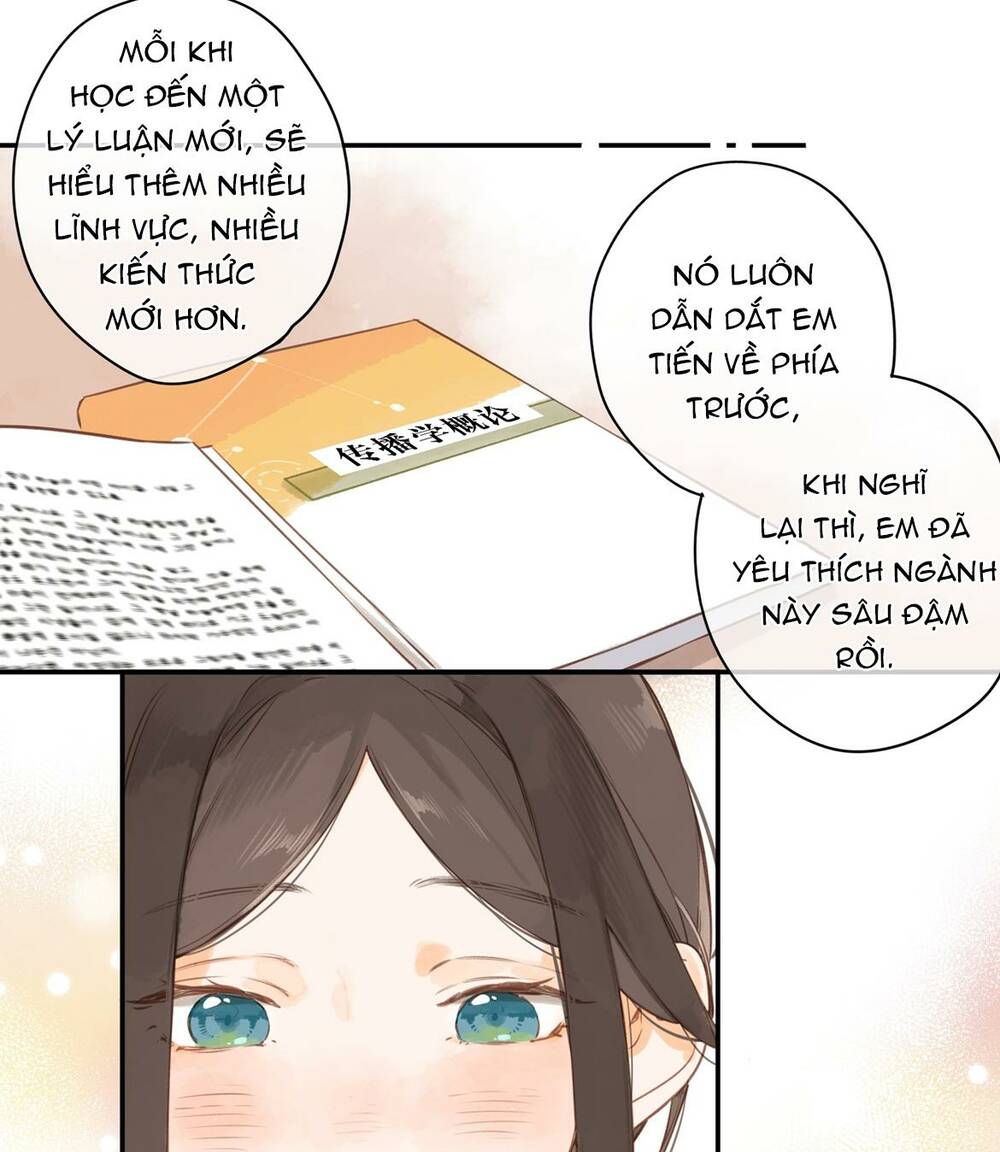 MỖI KHI
HỌC ĐẾN MỘT
LÝ LUẬN MỚI, SẼ
HIỂU THÊM NHIỀU
LĨNH VỰC, NHIỀU
KIẾN THỨC
MỚI HƠN.
NÓ LUÔN
DẪN DẮT EM
TIẾN VỀ PHÍA
TRƯỚC,
传播学概论
KHI NGHĨ
LẠI THÌ, EM ĐÃ
YÊU THÍCH NGÀNH
NÀY SÂU ĐẬM
RỒI.